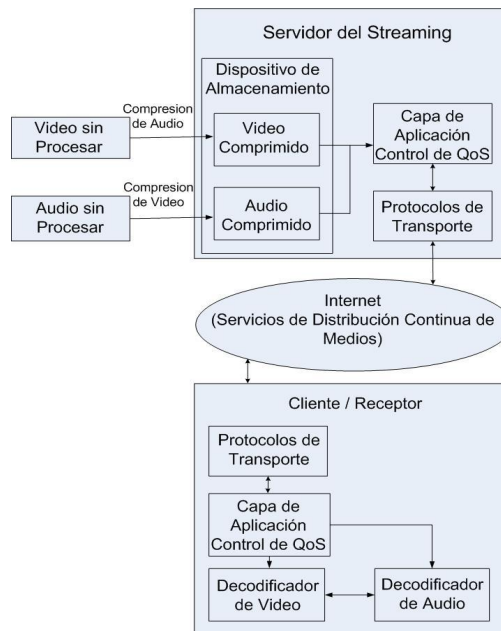 Servidor del Streaming
Dispositivo de
Almacenamiento
Compresion
de Audio
Video sin
Procesar
Video
Comprimido
Capa de
Aplicación
Control de QoS
Compresion
de Video
Audio sin
Procesar
Audio
Comprimido
Protocolos de
Transporte
Internet
(Servicios de Distribución Continua de
Medios)
Cliente / Receptor
Protocolos de
Transporte
Capa de
Aplicación
Control de QoS
Decodificador
de Video
Decodificador
de Audio